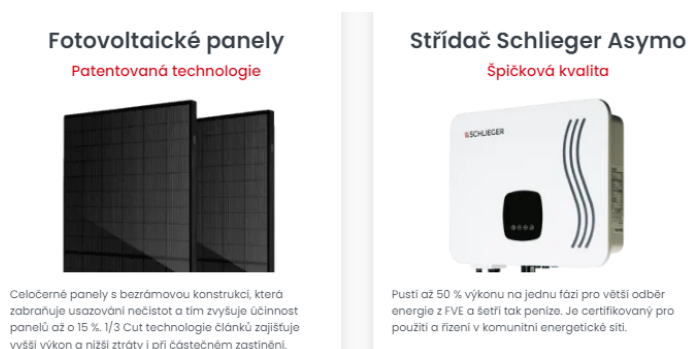 Fotovoltaické panely
Patentovaná technologie
Celočerné panely s bezrámovou konstrukcí, která
zabraňuje usazování nečistot a tím zvyšuje účinnost
panelů až o 15 %. 1/3 Cut technologie článků zajišťuje
vyšší výkon a nižší ztráty i při částečném zastínění.
Střídač Schlieger Asymo
Špičková kvalita
SCHLIEGER
Pustí až 50 % výkonu na jednu fázi pro větší odběr
energie z FVE a šetří tak peníze. Je certifikovaný pro
použití a řízení v komunitní energetické síti.